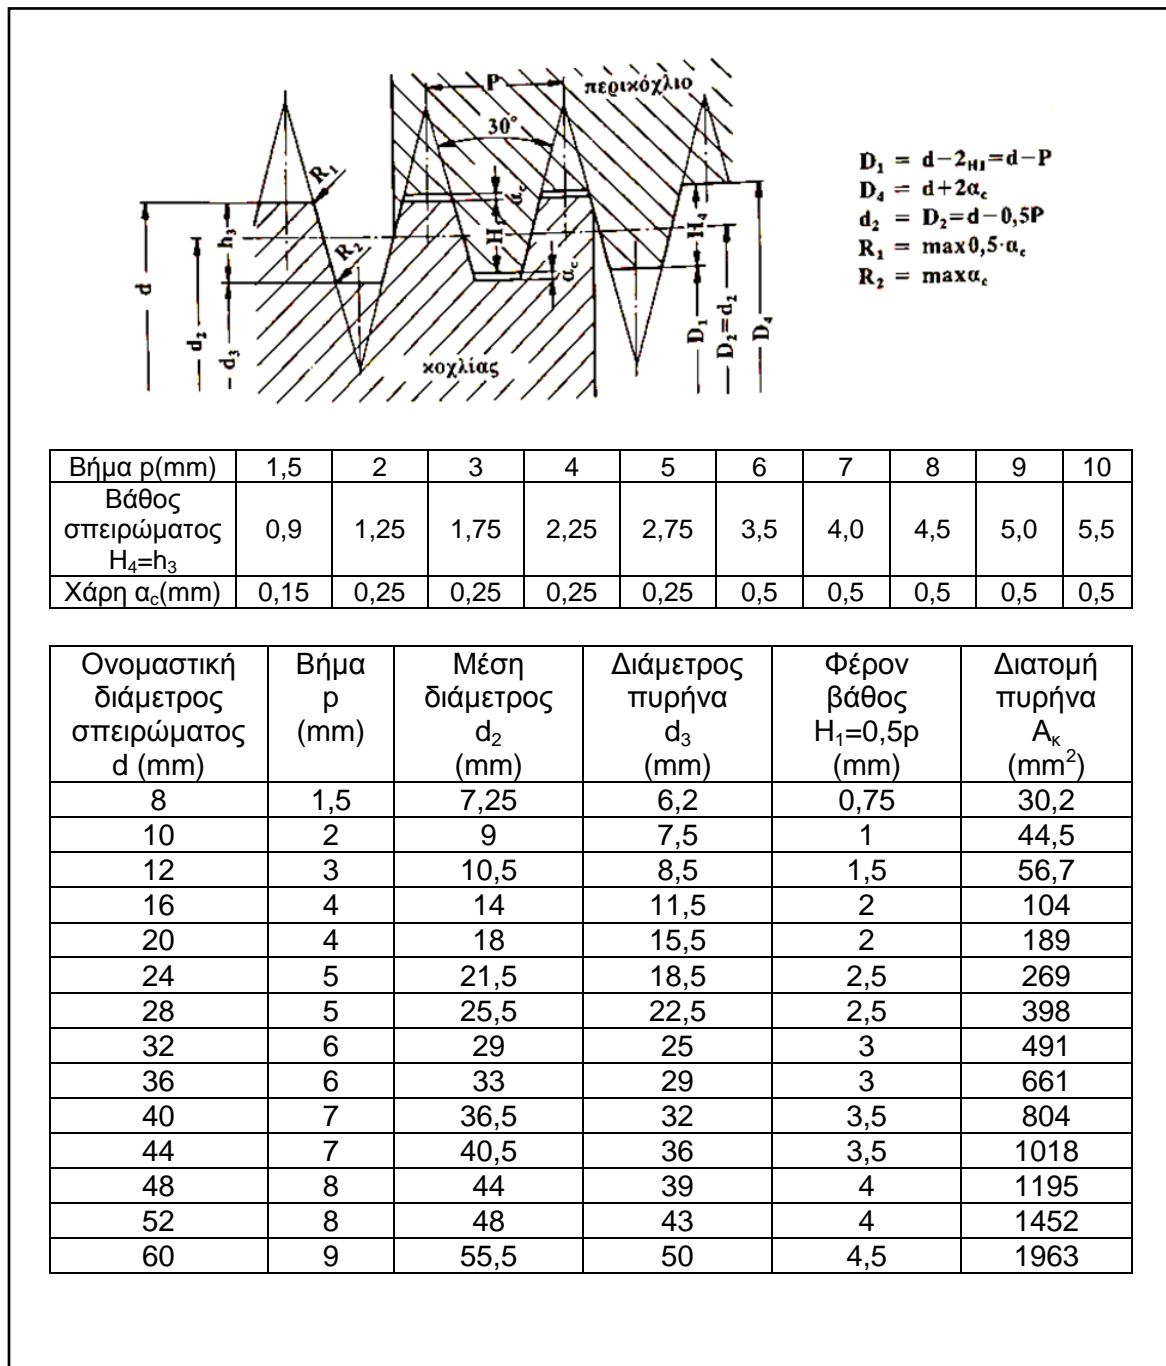 P
περικόχλιο
30°
R₁
α_c
h₃
H₁
H₄
R₂
α_c
d
d₂
d₃
D₁
D₂=d₂
D₄
κοχλίας
D₁ = d−2_H1=d−P
D₄ = d+2α_c
d₂ = D₂=d−0,5P
R₁ = max0,5·α_c
R₂ = maxα_c
Βήμα p(mm) 1,5 2 3 4 5 6 7 8 9 10
Βάθος
σπειρώματος 0,9 1,25 1,75 2,25 2,75 3,5 4,0 4,5 5,0 5,5
H₄=h₃
Χάρη α_c(mm) 0,15 0,25 0,25 0,25 0,25 0,5 0,5 0,5 0,5 0,5
Ονομαστική Βήμα Μέση Διάμετρος Φέρον Διατομή
διάμετρος p διάμετρος πυρήνα βάθος πυρήνα
σπειρώματος (mm) d₂ d₃ H₁=0,5p Α_κ
d (mm) (mm) (mm) (mm) (mm²)
8 1,5 7,25 6,2 0,75 30,2
10 2 9 7,5 1 44,5
12 3 10,5 8,5 1,5 56,7
16 4 14 11,5 2 104
20 4 18 15,5 2 189
24 5 21,5 18,5 2,5 269
28 5 25,5 22,5 2,5 398
32 6 29 25 3 491
36 6 33 29 3 661
40 7 36,5 32 3,5 804
44 7 40,5 36 3,5 1018
48 8 44 39 4 1195
52 8 48 43 4 1452
60 9 55,5 50 4,5 1963